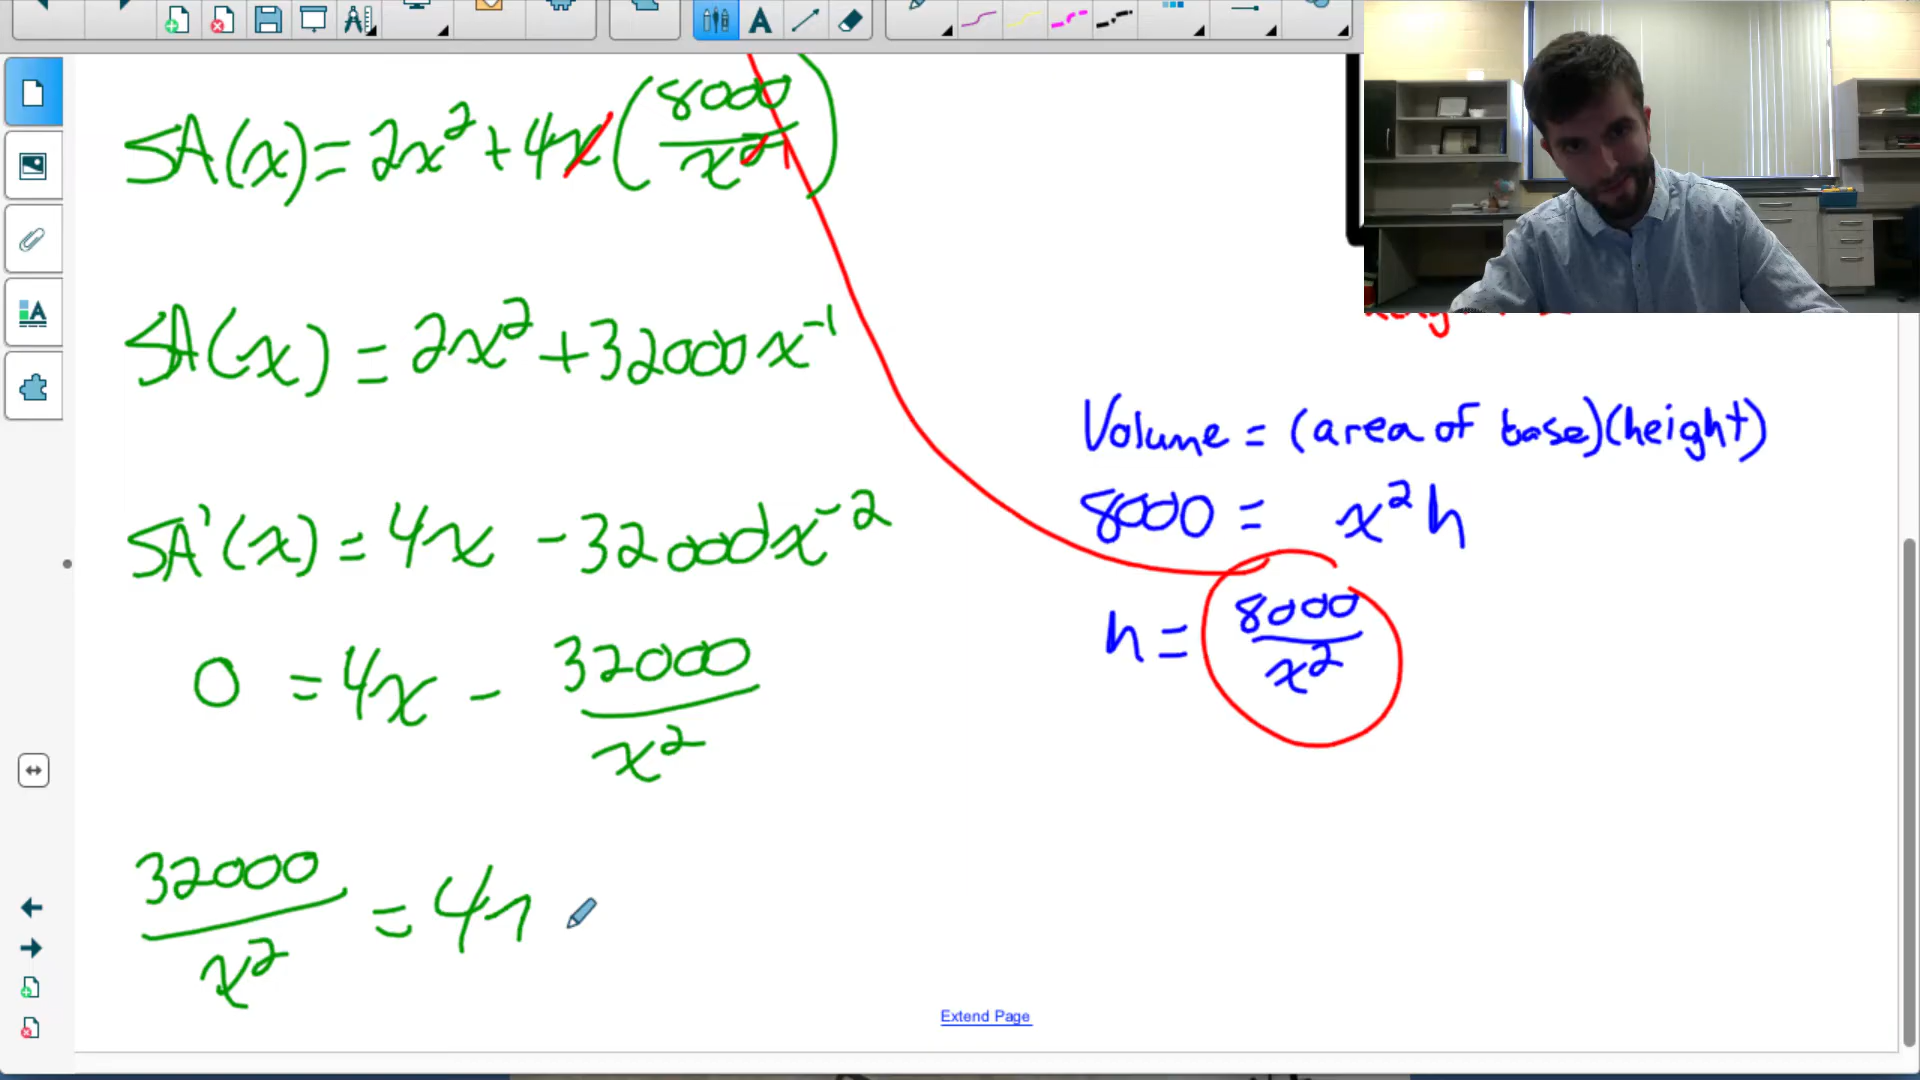 SA(x) = 2x² + 4x(8000/x²)
SA(x) = 2x² + 32000x⁻¹
SA'(x) = 4x - 32000x⁻²
0 = 4x - 32000/x²
32000/x² = 4
Volume = (area of base)(height)
8000 = x²h
h = 8000/x²
Extend Page